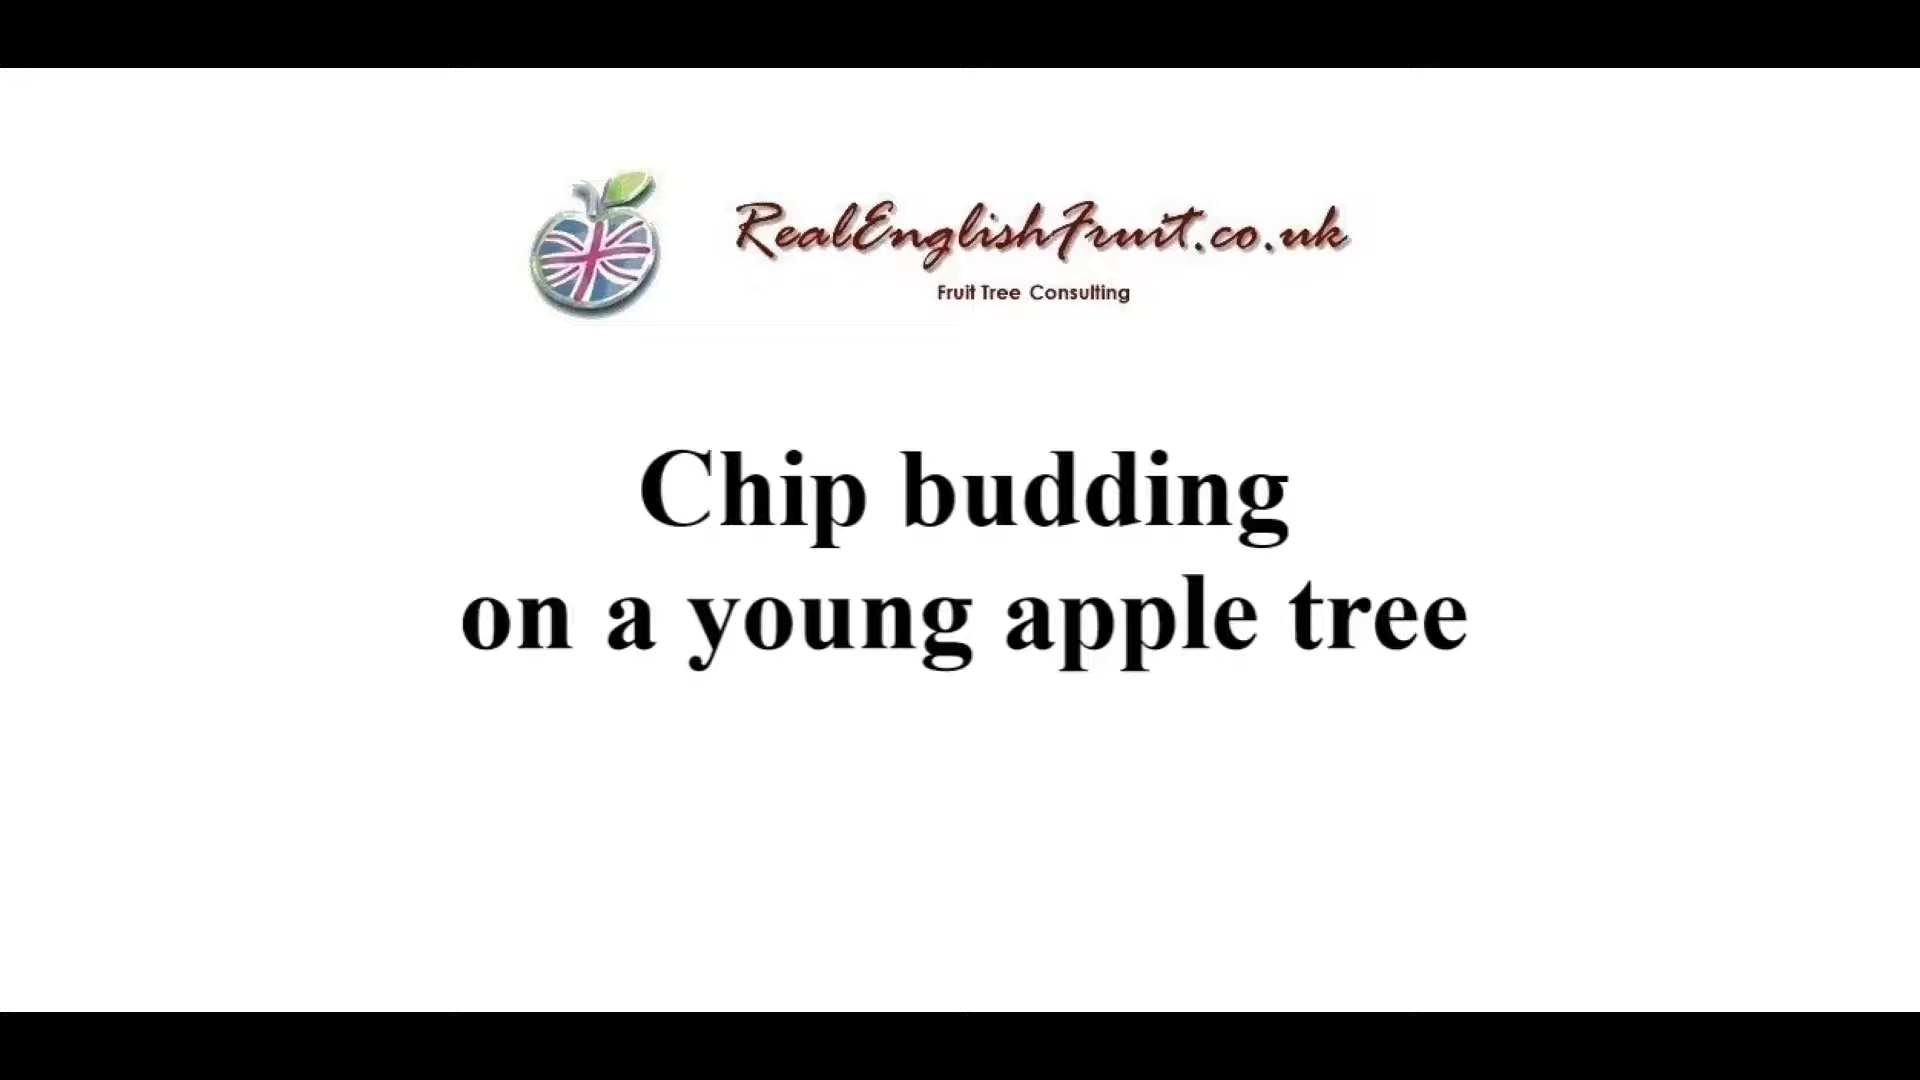 RealEnglishFruit.co.uk
Fruit Tree Consulting
Chip budding
on a young apple tree